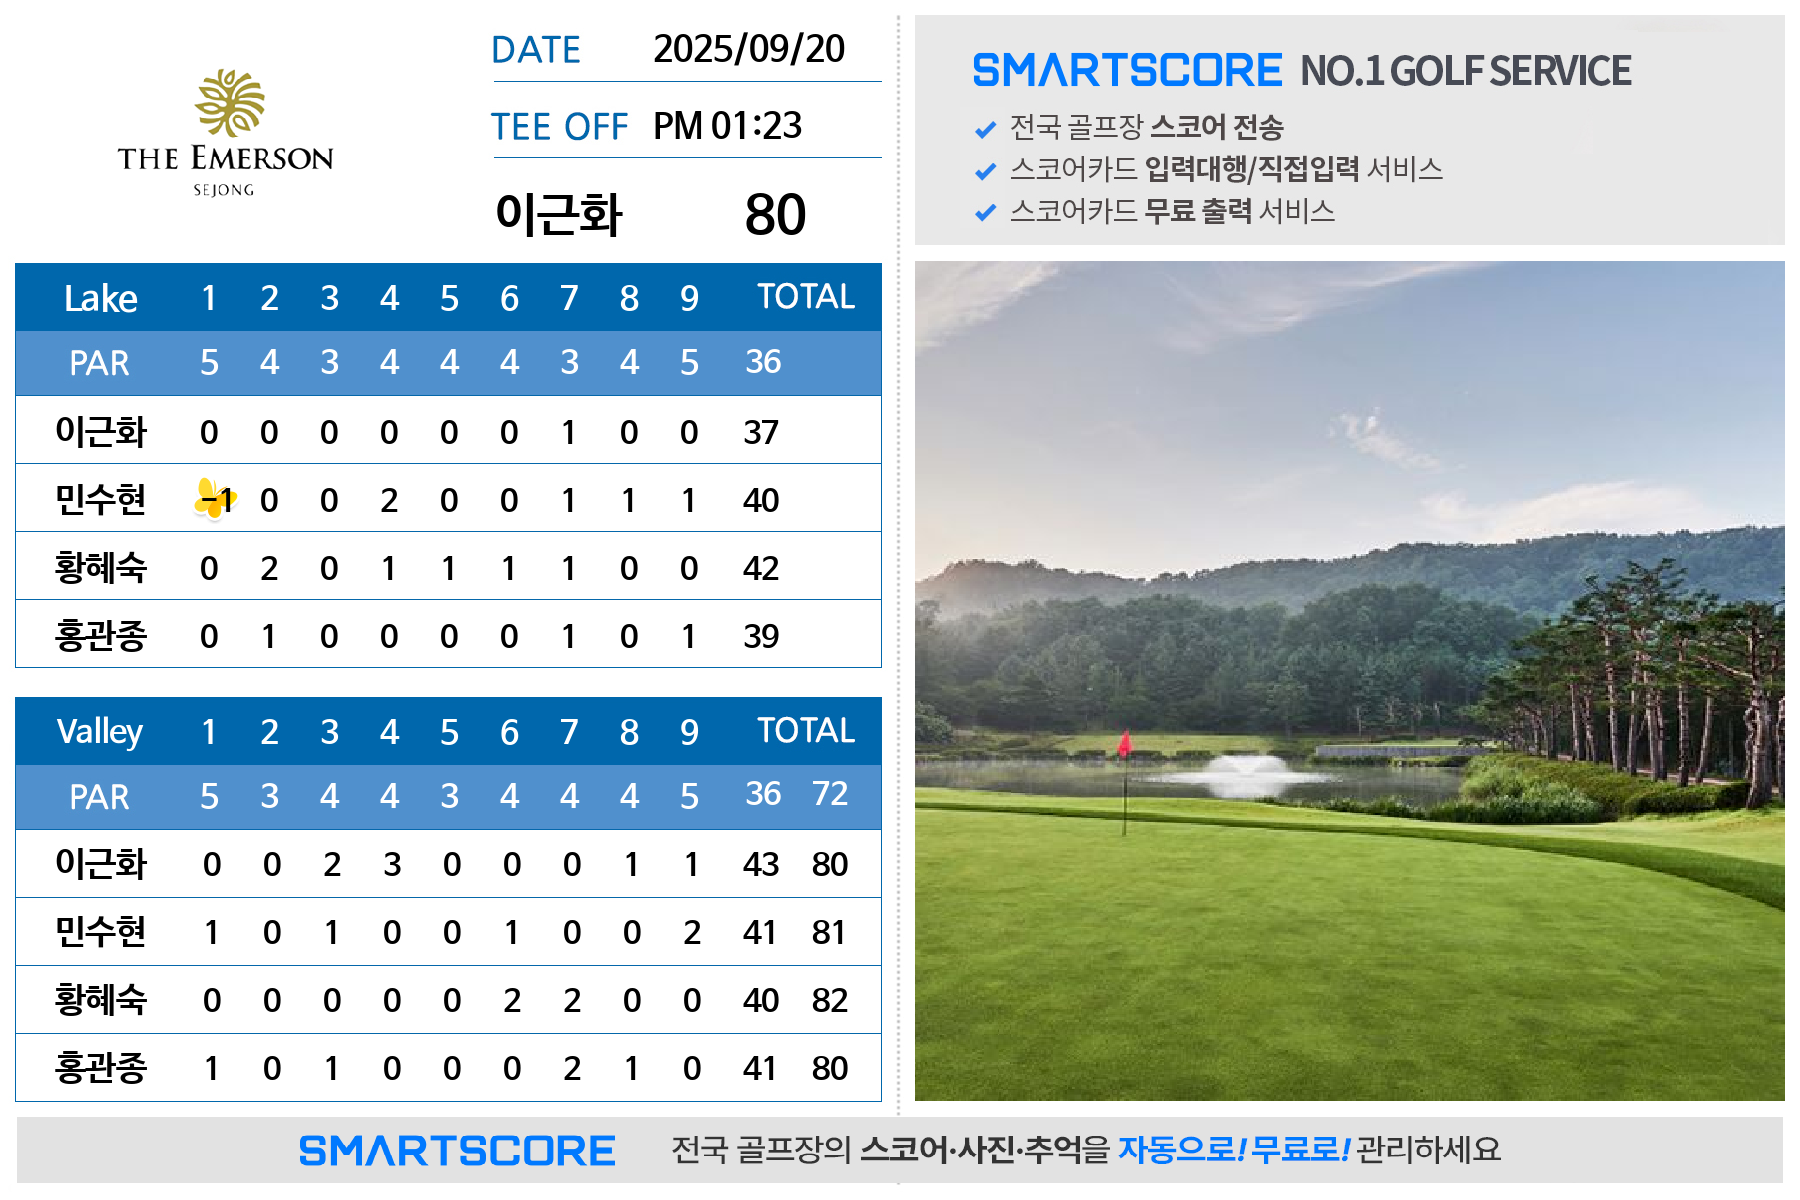 THE EMERSON
SEJONG
DATE 2025/09/20
TEE OFF PM 01:23
이근화 80
Lake 1 2 3 4 5 6 7 8 9 TOTAL
PAR 5 4 3 4 4 4 3 4 5 36
이근화 0 0 0 0 0 0 1 0 0 37
민수현 -1 0 0 2 0 0 1 1 1 40
황혜숙 0 2 0 1 1 1 1 0 0 42
홍관종 0 1 0 0 0 0 1 0 1 39
Valley 1 2 3 4 5 6 7 8 9 TOTAL
PAR 5 3 4 4 3 4 4 4 5 36 72
이근화 0 0 2 3 0 0 0 1 1 43 80
민수현 1 0 1 0 0 1 0 0 2 41 81
황혜숙 0 0 0 0 0 2 2 0 0 40 82
홍관종 1 0 1 0 0 0 2 1 0 41 80
SMARTSCORE NO.1 GOLF SERVICE
전국 골프장 스코어 전송
스코어카드 입력대행/직접입력 서비스
스코어카드 무료 출력 서비스
SMARTSCORE 전국 골프장의 스코어·사진·추억을 자동으로! 무료로! 관리하세요